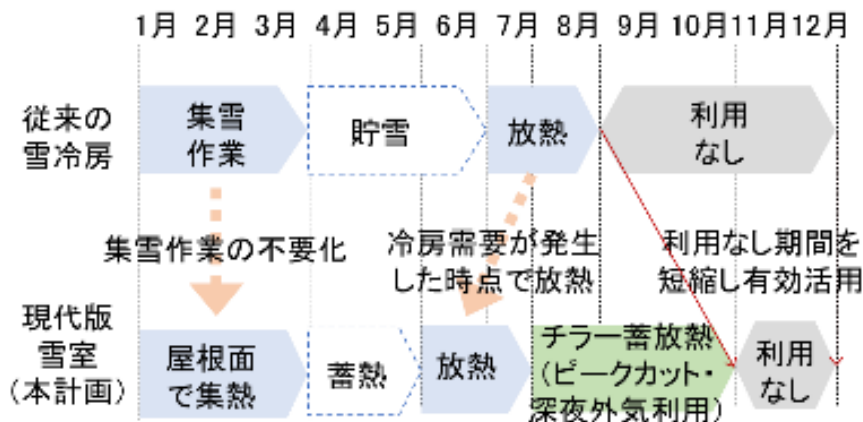 1月 2月 3月 4月 5月 6月 7月 8月 9月 10月 11月 12月
従来の
雪冷房
集雪
作業
貯雪
放熱
利用
なし
集雪作業の不要化
冷房需要が発生
した時点で放熱
利用なし期間を
短縮し有効活用
現代版
雪室
(本計画)
屋根面
で集熱
蓄熱
放熱
チラー蓄放熱
(ピークカット・
深夜外気利用)
利用
なし